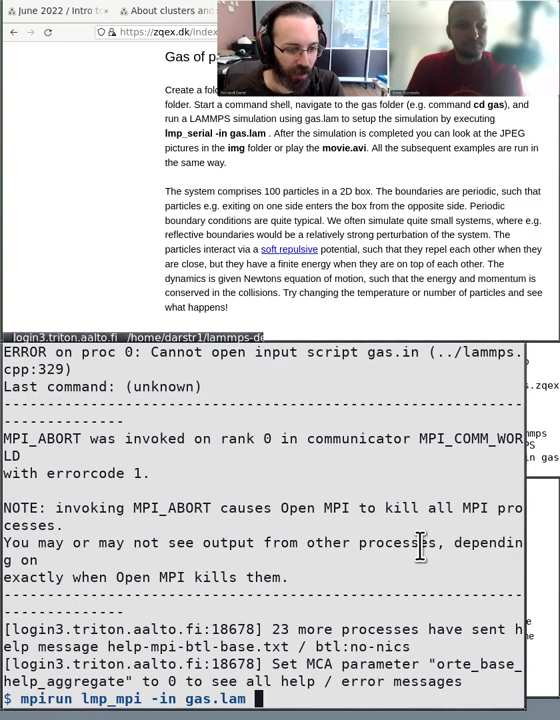 June 2022 / Intro t
About clusters and
https://zqex.dk/index
Gas of p
Create a fol
folder. Start a command shell, navigate to the gas folder (e.g. command cd gas), and
run a LAMMPS simulation using gas.lam to setup the simulation by executing
lmp_serial -in gas.lam . After the simulation is completed you can look at the JPEG
pictures in the img folder or play the movie.avi. All the subsequent examples are run in
the same way.
The system comprises 100 particles in a 2D box. The boundaries are periodic, such that
particles e.g. exiting on one side enters the box from the opposite side. Periodic
boundary conditions are quite typical. We often simulate quite small systems, where e.g.
reflective boundaries would be a relatively strong perturbation of the system. The
particles interact via a soft repulsive potential, such that they repel each other when they
are close, but they have a finite energy when they are on top of each other. The
dynamics is given Newtons equation of motion, such that the energy and momentum is
conserved in the collisions. Try changing the temperature or number of particles and see
what happens!
login3.triton.aalto.fi /home/darstr1/lammps-de
ERROR on proc 0: Cannot open input script gas.in (../lammps.
cpp:329)
Last command: (unknown)
------------------------------------------------------------
--------------
MPI_ABORT was invoked on rank 0 in communicator MPI_COMM_WOR
LD
with errorcode 1.
NOTE: invoking MPI_ABORT causes Open MPI to kill all MPI pro
cesses.
You may or may not see output from other processes, dependin
g on
exactly when Open MPI kills them.
------------------------------------------------------------
--------------
[login3.triton.aalto.fi:18678] 23 more processes have sent h
elp message help-mpi-btl-base.txt / btl:no-nics
[login3.triton.aalto.fi:18678] Set MCA parameter "orte_base_
help_aggregate" to 0 to see all help / error messages
$ mpirun lmp_mpi -in gas.lam
s.zqex
mmps
PS
in gas